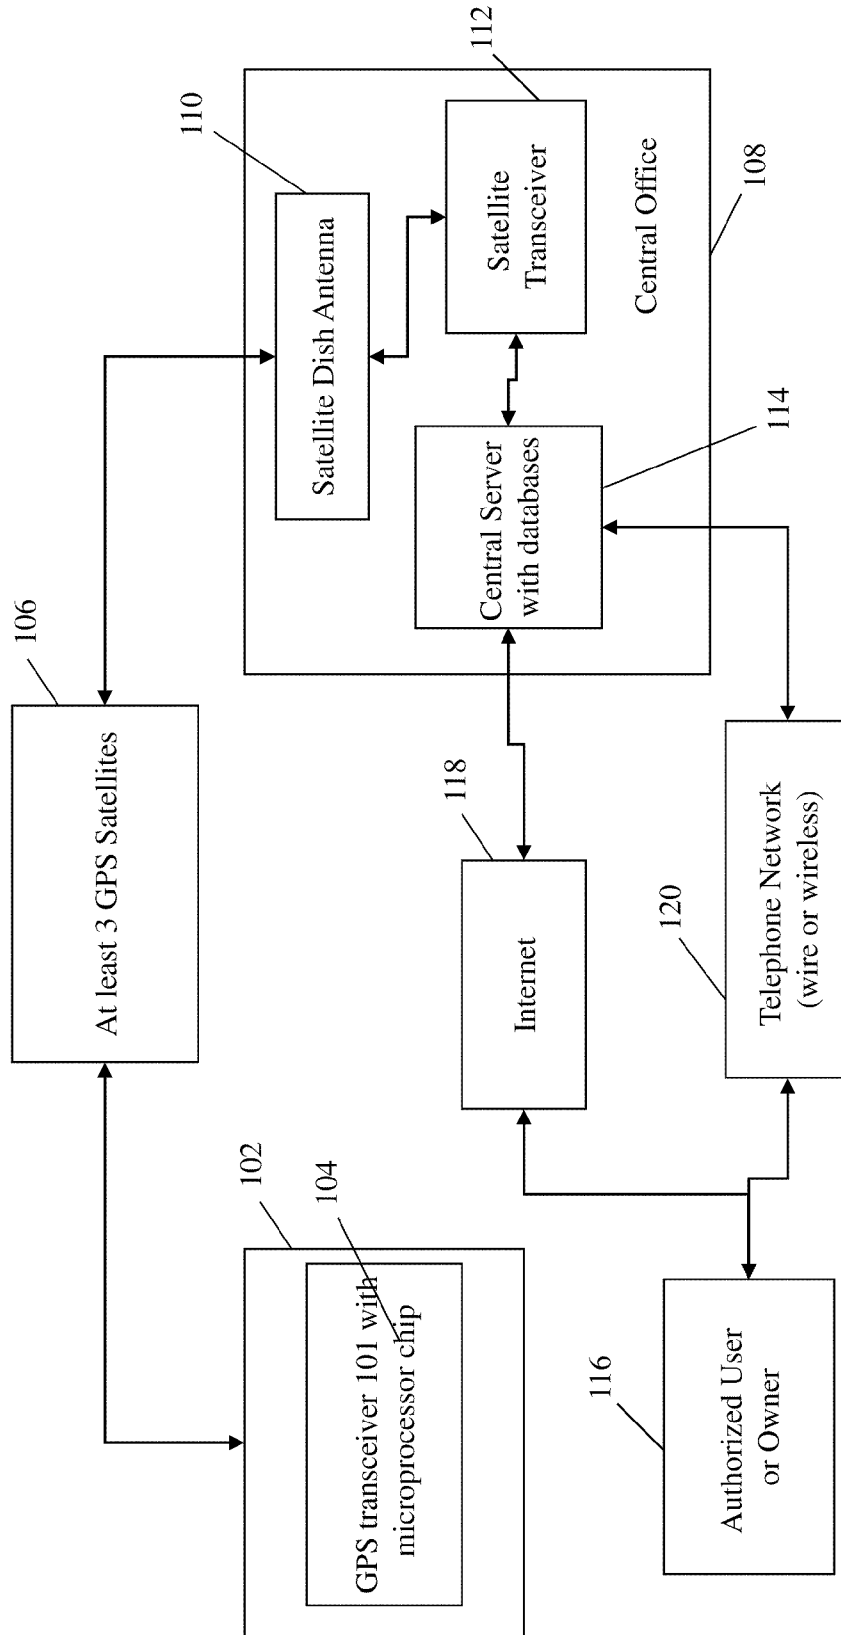 106
At least 3 GPS Satellites
110
Satellite Dish Antenna
112
Satellite
Transceiver
Central Office
108
Central Server
with databases
114
102
104
GPS transceiver 101 with
microprocessor chip
118
Internet
116
Authorized User
or Owner
120
Telephone Network
(wire or wireless)